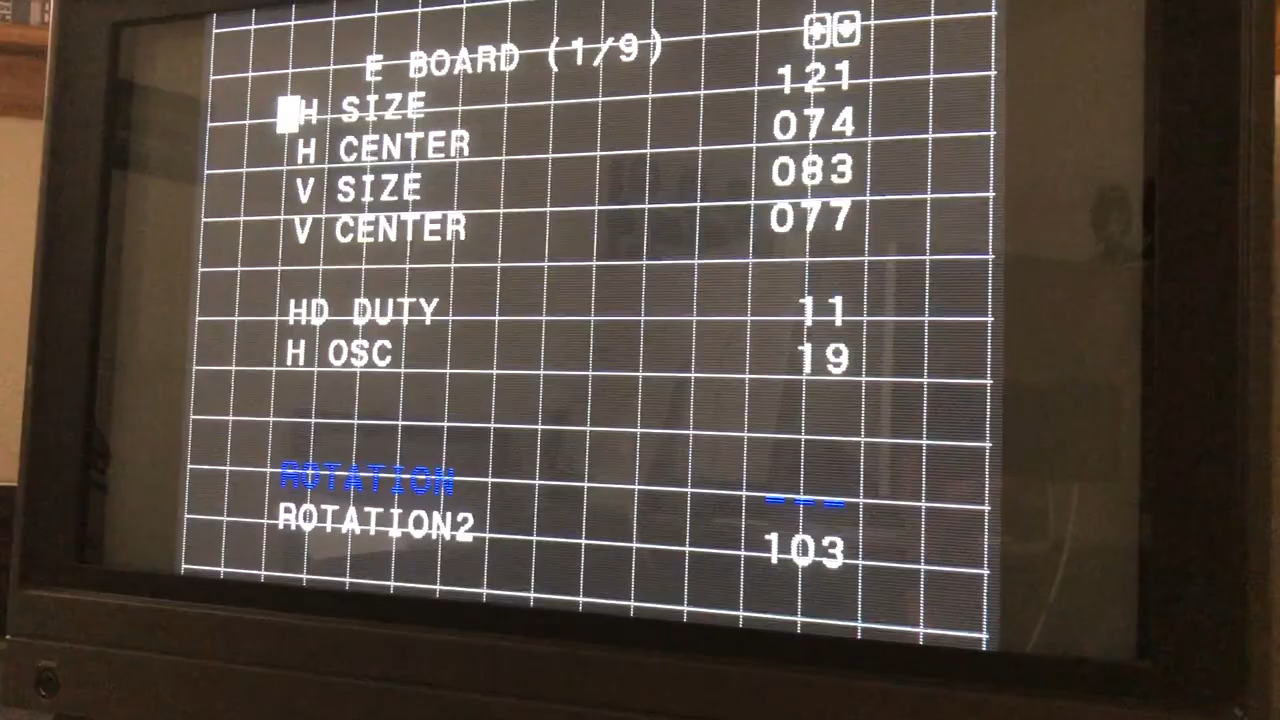 E BOARD (1/9)
H SIZE 121
H CENTER 074
V SIZE 083
V CENTER 077
HD DUTY 11
H OSC 19
ROTATION ---
ROTATION2 103